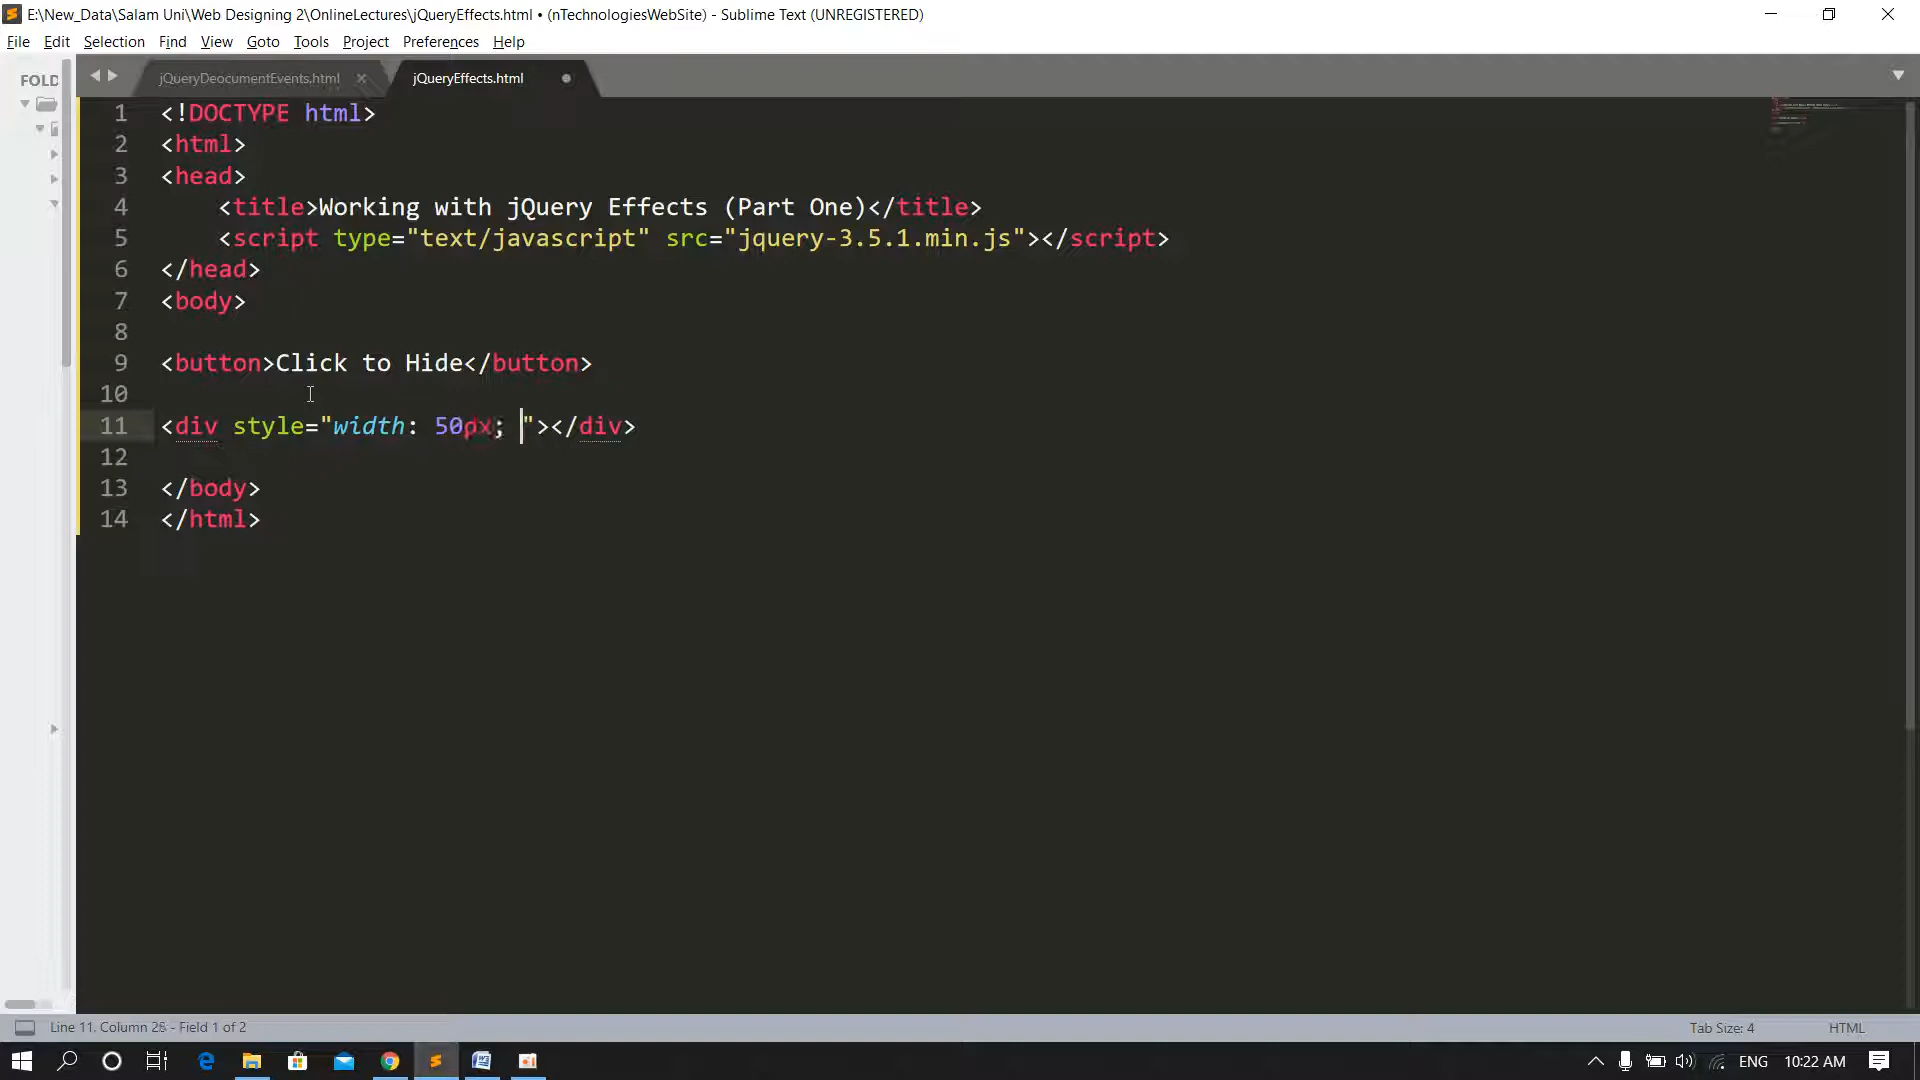 E:\New_Data\Salam Uni\Web Designing 2\OnlineLectures\jQueryEffects.html • (nTechnologiesWebSite) - Sublime Text (UNREGISTERED)
File Edit Selection Find View Goto Tools Project Preferences Help
FOLD
jQueryDeocumentEvents.html
jQueryEffects.html
1 <!DOCTYPE html>
2 <html>
3 <head>
4 <title>Working with jQuery Effects (Part One)</title>
5 <script type="text/javascript" src="jquery-3.5.1.min.js"></script>
6 </head>
7 <body>
8
9 <button>Click to Hide</button>
10
11 <div style="width: 50px; "></div>
12
13 </body>
14 </html>
Line 11, Column 26 - Field 1 of 2
Tab Size: 4
HTML
ENG
10:22 AM